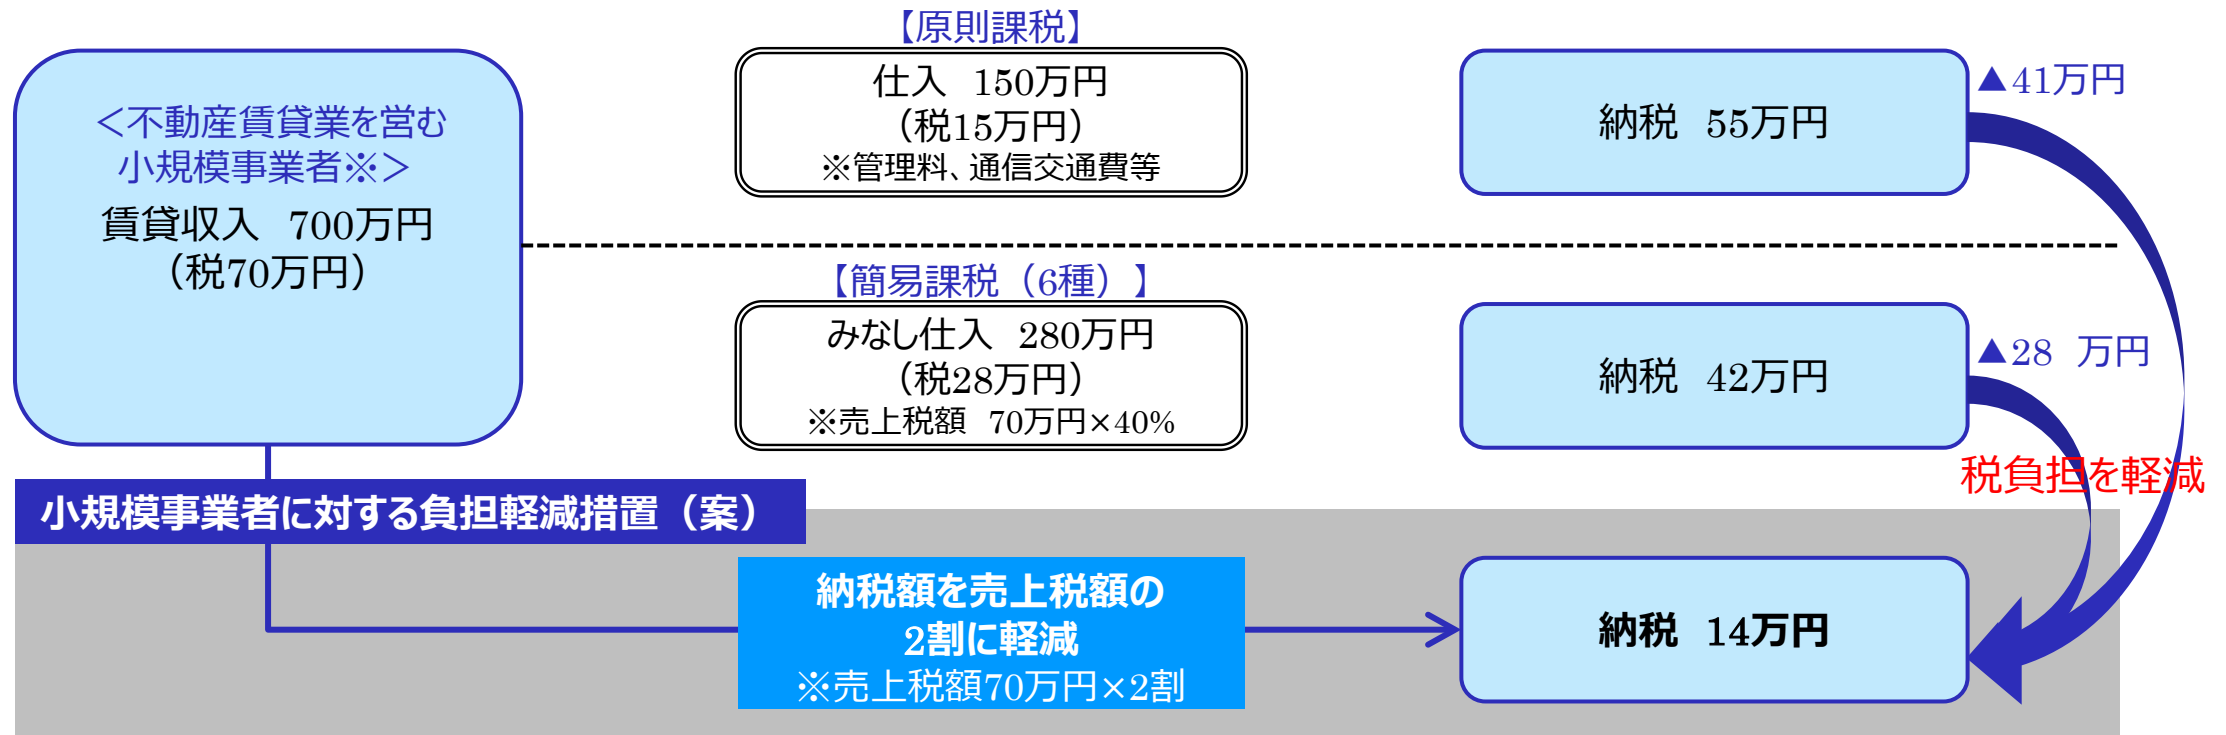 ＜不動産賃貸業を営む
小規模事業者※＞
賃貸収入 700万円
（税70万円）
【原則課税】
仕入 150万円
（税15万円）
※管理料、通信交通費等
納税 55万円
▲41万円
【簡易課税（6種）】
みなし仕入 280万円
（税28万円）
※売上税額 70万円×40%
納税 42万円
▲28 万円
税負担を軽減
小規模事業者に対する負担軽減措置（案）
納税額を売上税額の
2割に軽減
※売上税額70万円×2割
納税 14万円